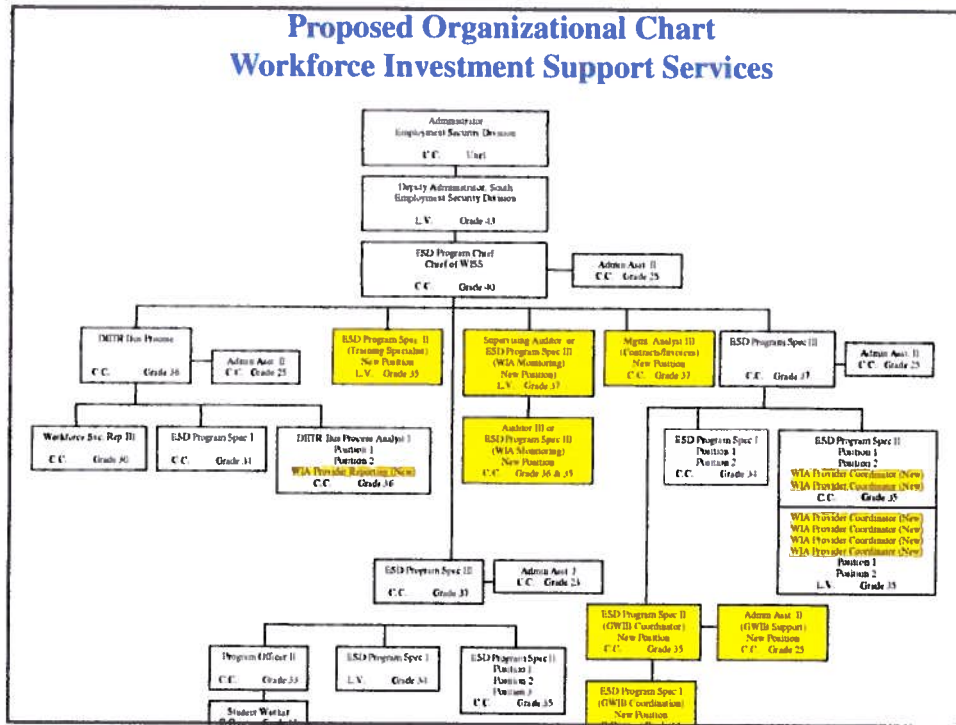 Proposed Organizational Chart
Workforce Investment Support Services
Administrator
Employment Security Division
C.C. Uncl
Deputy Administrator, South
Employment Security Division
L.V. Grade 43
ESD Program Chief
Chief of WISS
C.C. Grade 40
Admin Asst II
C.C. Grade 25
DETR Bus Process
C.C. Grade 38
Admin Asst II
C.C. Grade 25
ESD Program Spec II
(Training Specialist)
New Position
L.V. Grade 35
Supervising Auditor or
ESD Program Spec III
(WIA Monitoring)
New Position)
L.V. Grade 37
Mgmt Analyst III
(Contracts/Invoices)
New Position
C.C. Grade 37
ESD Program Spec III
C.C. Grade 37
Admin Asst II
C.C. Grade 25
Workforce Svc Rep III
C.C. Grade 30
ESD Program Spec I
C.C. Grade 34
DETR Bus Process Analyst I
Position 1
Position 2
WIA Provider Reporting (New)
C.C. Grade 36
Auditor III or
ESD Program Spec III
(WIA Monitoring)
New Position
C.C. Grade 36 & 35
ESD Program Spec I
Position 1
Position 2
C.C. Grade 34
ESD Program Spec II
Position 1
Position 2
WIA Provider Coordinator (New)
WIA Provider Coordinator (New)
C.C. Grade 35
WIA Provider Coordinator (New)
WIA Provider Coordinator (New)
WIA Provider Coordinator (New)
WIA Provider Coordinator (New)
Position 1
Position 2
L.V. Grade 35
ESD Program Spec III
C.C. Grade 37
Admin Asst I
C.C. Grade 23
ESD Program Spec II
(GWIB Coordinator)
New Position
C.C. Grade 35
Admin Asst II
(GWIB Support)
New Position
C.C. Grade 25
Program Officer II
C.C. Grade 33
ESD Program Spec I
L.V. Grade 34
ESD Program Spec II
Position 1
Position 2
Position 3
C.C. Grade 35
Student Worker
ESD Program Spec I
(GWIB Coordination)
New Position